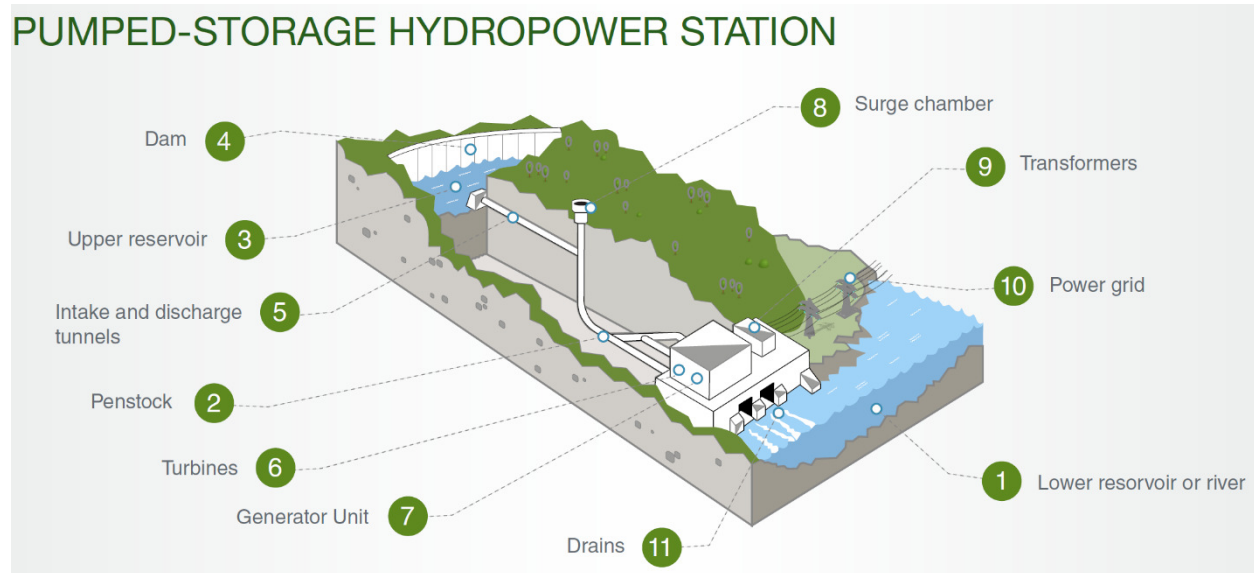 PUMPED-STORAGE HYDROPOWER STATION
8 Surge chamber
Dam 4
9 Transformers
Upper reservoir 3
10 Power grid
Intake and discharge
tunnels
5
Penstock 2
Turbines 6
1 Lower resorvoir or river
Generator Unit 7
Drains 11